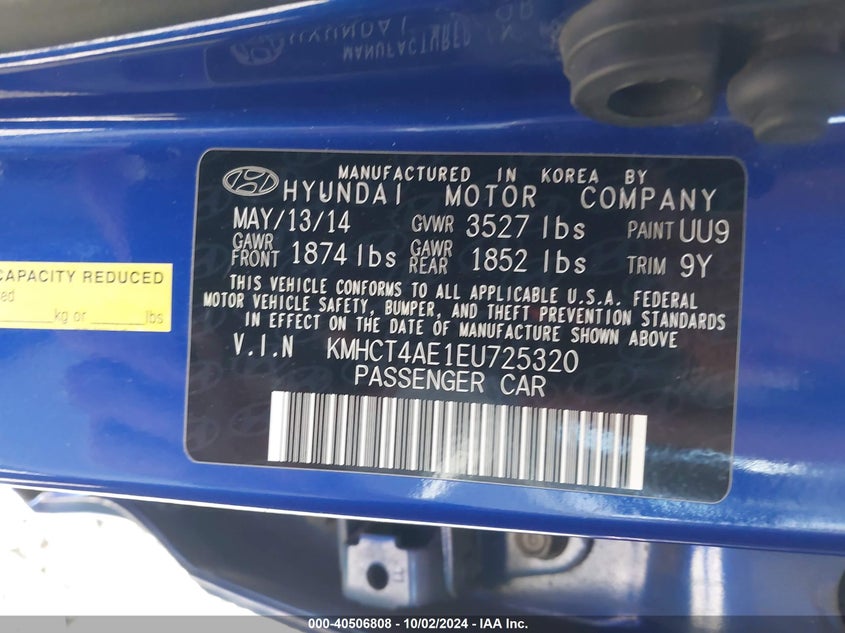 MANUFACTURED IN KOREA BY
HYUNDAI MOTOR COMPANY
MAY/13/14 GVWR 3527 lbs PAINT UU9
GAWR FRONT 1874 lbs GAWR REAR 1852 lbs TRIM 9Y
THIS VEHICLE CONFORMS TO ALL APPLICABLE U.S.A. FEDERAL
MOTOR VEHICLE SAFETY, BUMPER, AND THEFT PREVENTION STANDARDS
IN EFFECT ON THE DATE OF MANUFACTURE SHOWN ABOVE
V.I.N KMHCT4AE1EU725320
PASSENGER CAR
CAPACITY REDUCED
kg or lbs
000-40506808 - 10/02/2024 - IAA Inc.